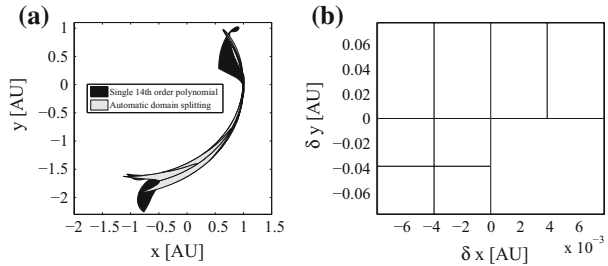 (a)
1
0.5
0
−0.5
−1
−1.5
−2
y [AU]
Single 14th order polynomial
Automatic domain splitting
−2 −1.5 −1 −0.5 0 0.5 1 1.5
x [AU]
(b)
0.06
0.04
0.02
0
−0.02
−0.04
−0.06
δ y [AU]
−6 −4 −2 0 2 4 6
x 10⁻³
δ x [AU]